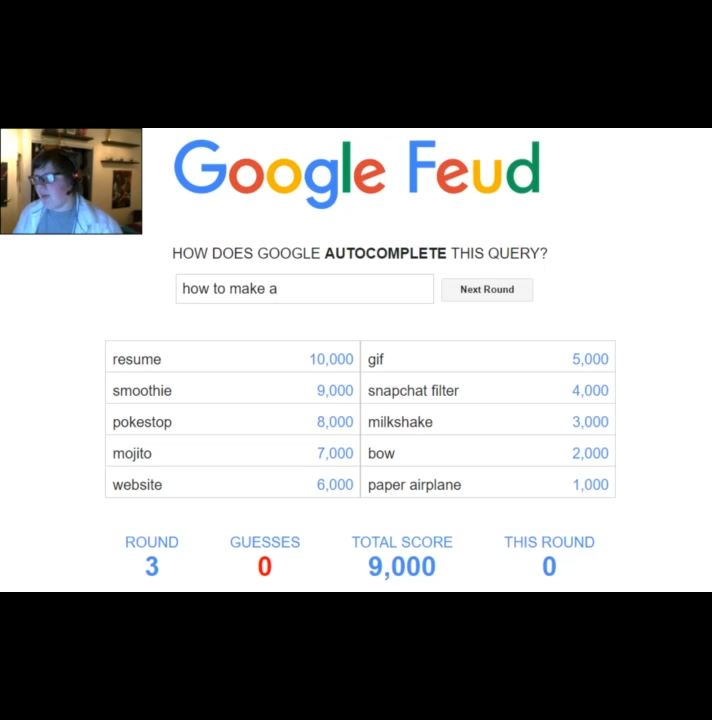 Google Feud
HOW DOES GOOGLE AUTOCOMPLETE THIS QUERY?
how to make a
Next Round
resume 10,000 gif 5,000
smoothie 9,000 snapchat filter 4,000
pokestop 8,000 milkshake 3,000
mojito 7,000 bow 2,000
website 6,000 paper airplane 1,000
ROUND GUESSES TOTAL SCORE THIS ROUND
3 0 9,000 0